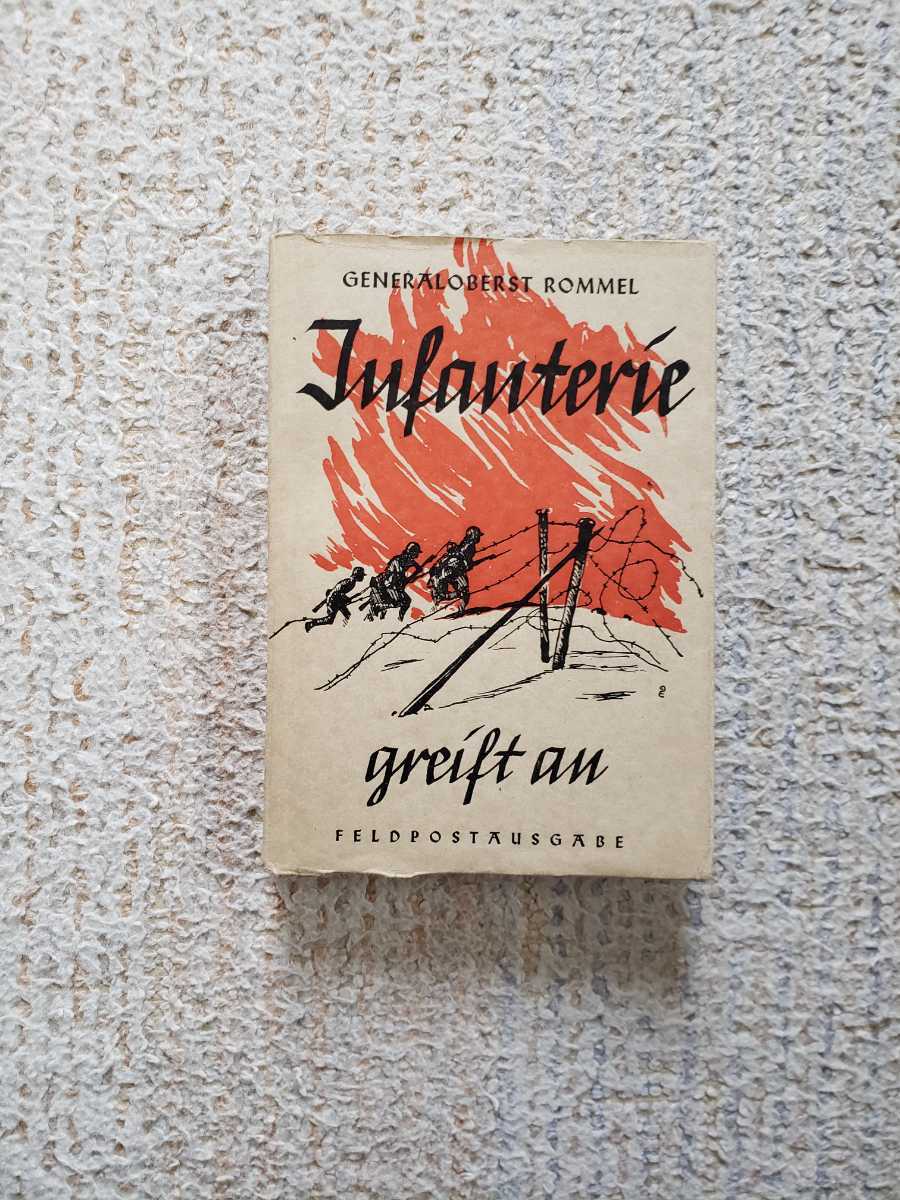 GENERALOBERST ROMMEL
Infanterie
greift an
FELDPOSTAUSGABE